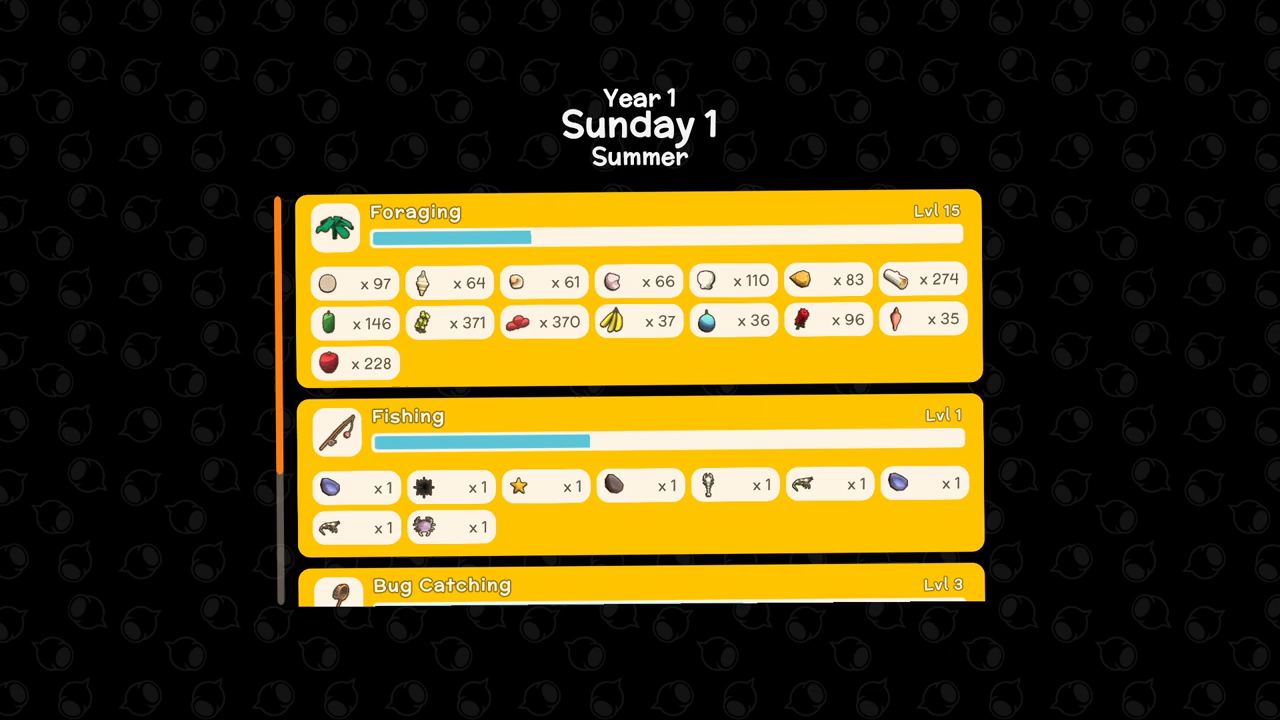 Year 1
Sunday 1
Summer
Foraging
Lvl 15
x 97 x 64 x 61 x 66 x 110 x 83 x 274
x 146 x 371 x 370 x 37 x 36 x 96 x 35
x 228
Fishing
Lvl 1
x 1 x 1 x 1 x 1 x 1 x 1 x 1
x 1 x 1
Bug Catching
Lvl 3